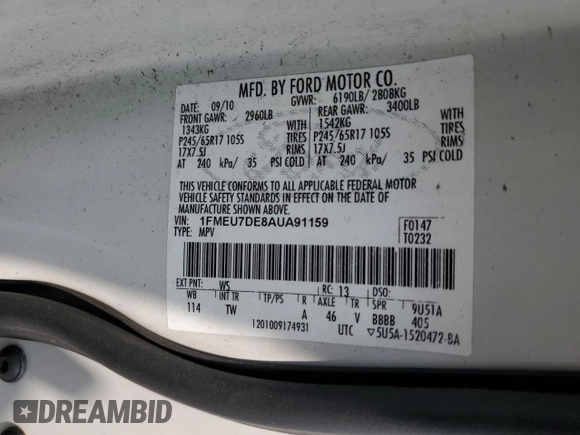 MFD. BY FORD MOTOR CO.
DATE: 09/10 GVWR: 6190LB/ 2808KG
FRONT GAWR: 2960LB REAR GAWR: 3400LB
1343KG WITH 1542KG WITH
P245/65R17 105S TIRES P245/65R17 105S TIRES
17X7.5J RIMS 17X7.5J RIMS
AT 240 kPa/ 35 PSI COLD AT 240 kPa/ 35 PSI COLD
THIS VEHICLE CONFORMS TO ALL APPLICABLE FEDERAL MOTOR
VEHICLE SAFETY STANDARDS IN EFFECT ON THE DATE OF
MANUFACTURE SHOWN ABOVE.
VIN: 1FMEU7DE8AUA91159 F0147
TYPE: MPV T0232
EXT PNT: WS RC: 13 DSO:
WB INT TR TP/PS R AXLE TR SPR 9U51A
114 TW A 46 V BBBB 405
1201009174931 UTC ▽5U5A-1520472-BA
DREAMBID